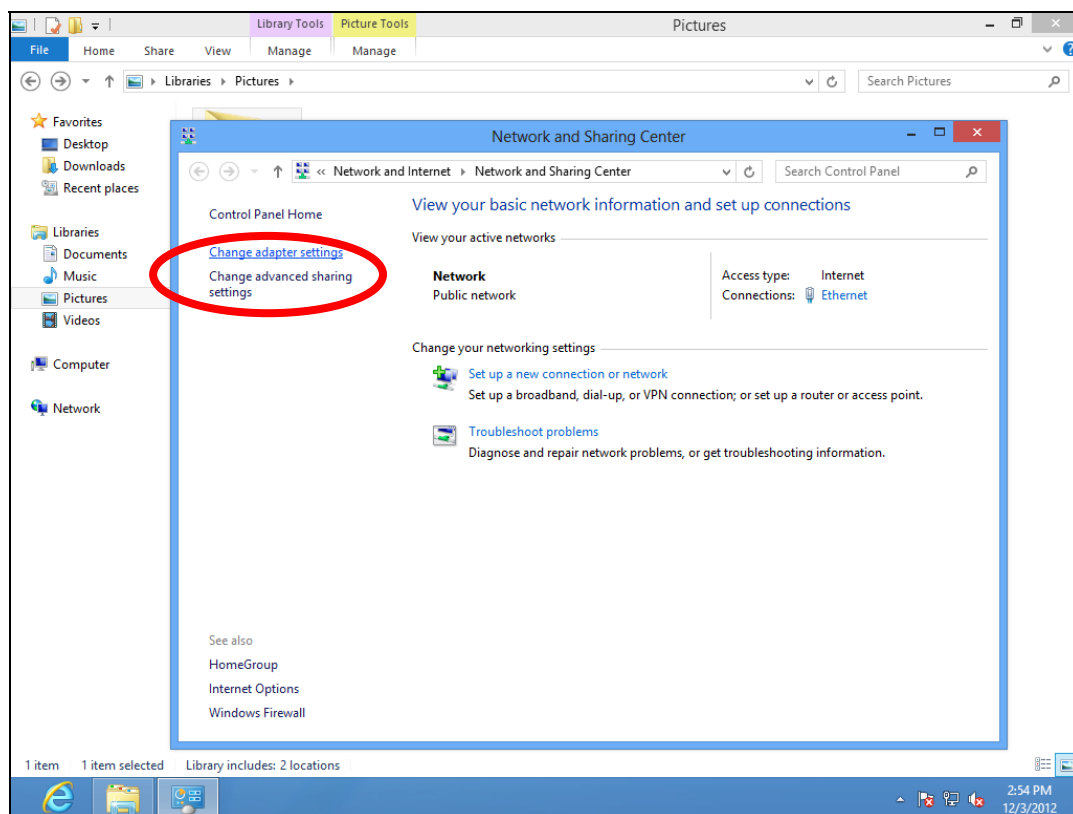 Library Tools Picture Tools Pictures
File Home Share View Manage Manage
Libraries Pictures Search Pictures
Favorites
Desktop
Downloads
Recent places
Libraries
Documents
Music
Pictures
Videos
Computer
Network
Network and Sharing Center
« Network and Internet Network and Sharing Center Search Control Panel
Control Panel Home
Change adapter settings
Change advanced sharing
settings
View your basic network information and set up connections
View your active networks
Network
Public network
Access type: Internet
Connections: Ethernet
Change your networking settings
Set up a new connection or network
Set up a broadband, dial-up, or VPN connection; or set up a router or access point.
Troubleshoot problems
Diagnose and repair network problems, or get troubleshooting information.
See also
HomeGroup
Internet Options
Windows Firewall
1 item 1 item selected Library includes: 2 locations
2:54 PM
12/3/2012